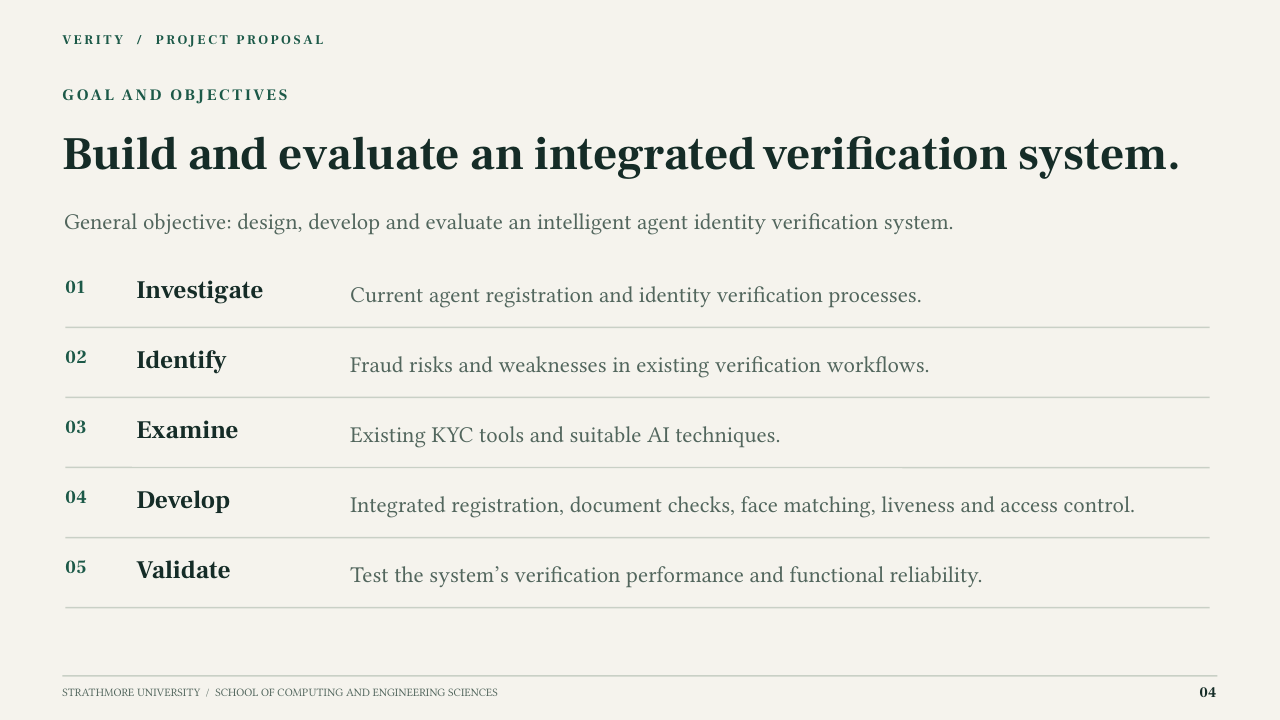 VERITY / PROJECT PROPOSAL
GOAL AND OBJECTIVES
Build and evaluate an integrated verification system.
General objective: design, develop and evaluate an intelligent agent identity verification system.
01 Investigate Current agent registration and identity verification processes.
02 Identify Fraud risks and weaknesses in existing verification workflows.
03 Examine Existing KYC tools and suitable AI techniques.
04 Develop Integrated registration, document checks, face matching, liveness and access control.
05 Validate Test the system’s verification performance and functional reliability.
STRATHMORE UNIVERSITY / SCHOOL OF COMPUTING AND ENGINEERING SCIENCES 04